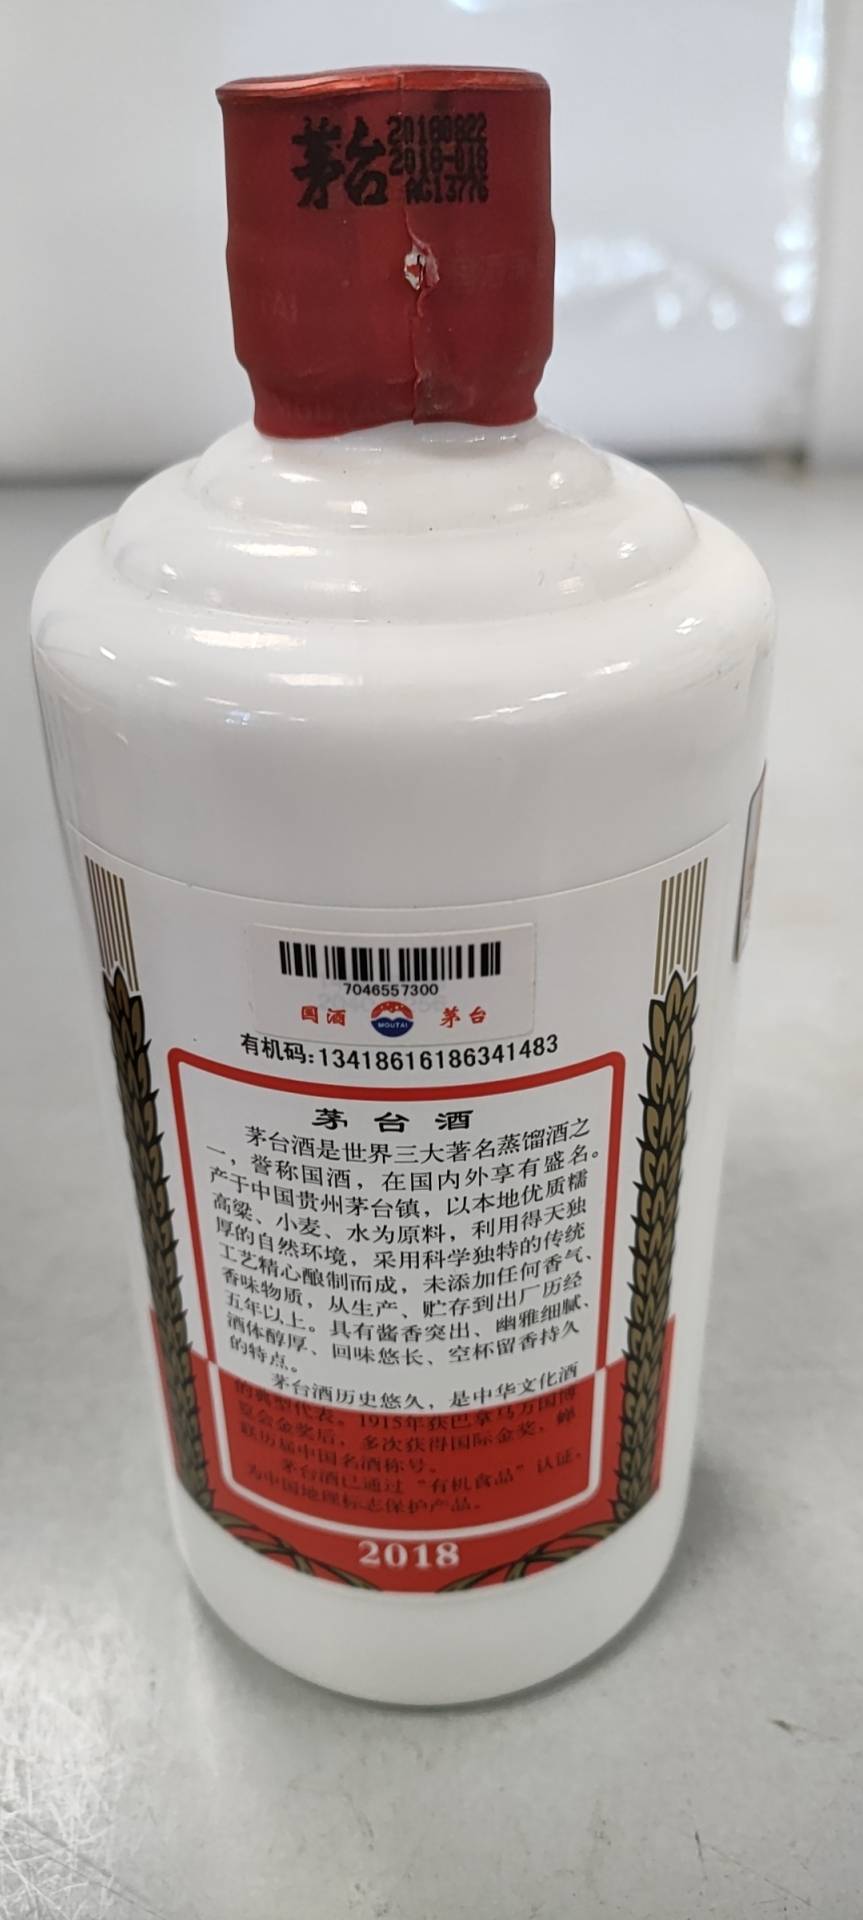 茅台
20180822
2018-018
AG13776
7046557300
国酒
MOUTAI
茅台
有机码:13418616186341483
茅台酒
茅台酒是世界三大著名蒸馏酒之
一，誉称国酒，在国内外享有盛名。
产于中国贵州茅台镇，以本地优质糯
高粱、小麦、水为原料，利用得天独
厚的自然环境，采用科学独特的传统
工艺精心酿制而成，未添加任何香气、
香味物质，从生产、贮存到出厂历经
五年以上。具有酱香突出、幽雅细腻、
酒体醇厚、回味悠长、空杯留香持久
的特点。
茅台酒历史悠久，是中华文化酒
的典型代表。1915年获巴拿马万国博
览会金奖后，多次获得国际金奖，蝉
联历届中国名酒称号。
茅台酒已通过“有机食品”认证，
为中国地理标志保护产品。
2018